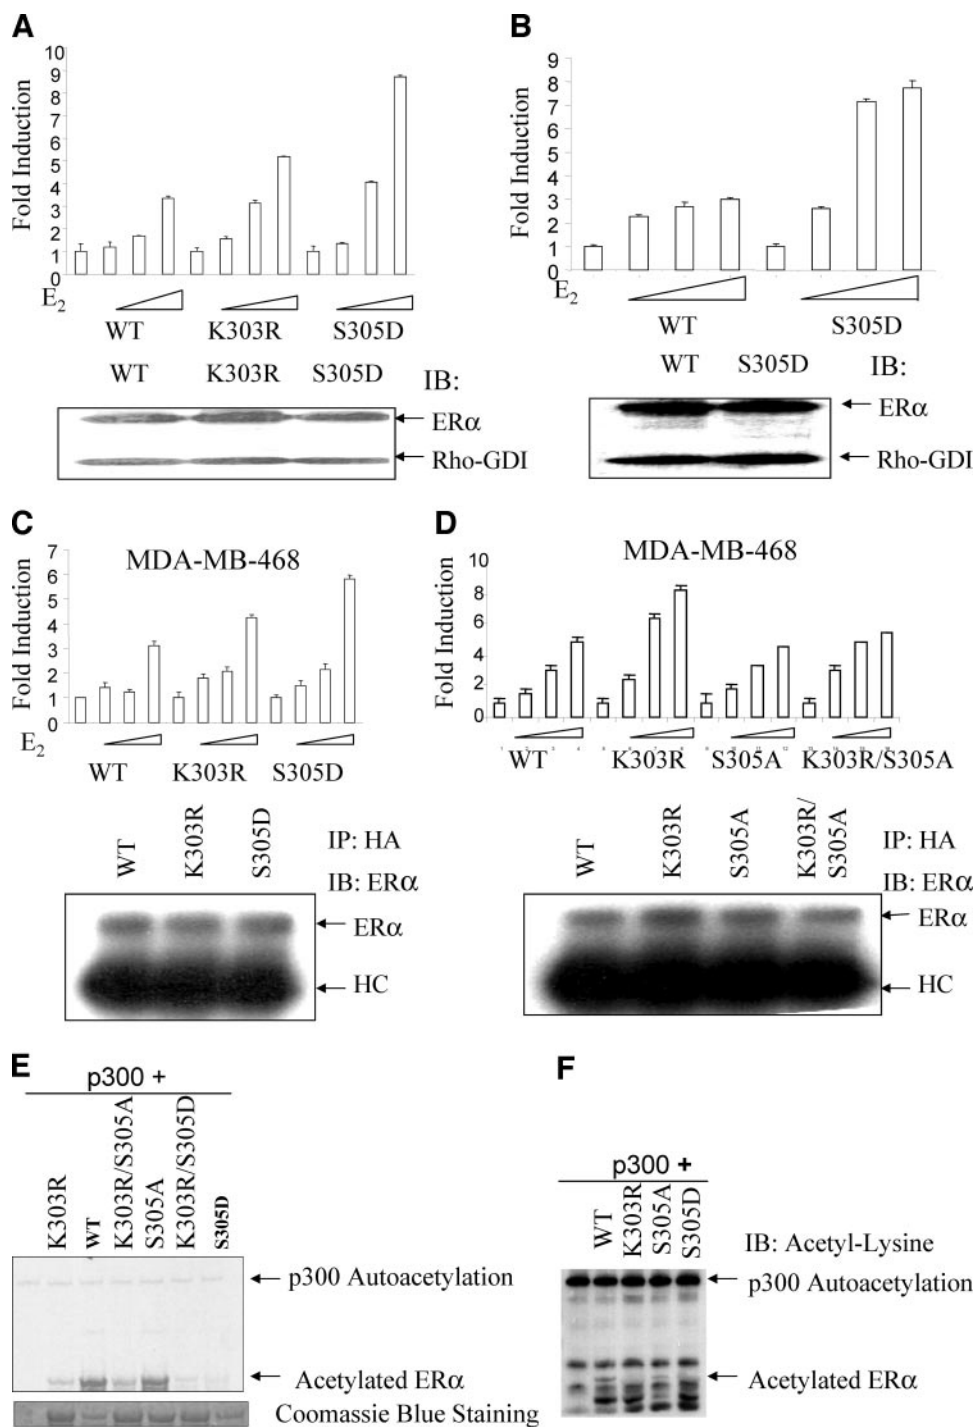 A
Fold Induction
10
9
8
7
6
5
4
3
2
1
0
E2
WT K303R S305D
WT K303R S305D IB:
ERα
Rho-GDI
B
Fold Induction
9
8
7
6
5
4
3
2
1
0
E2
WT S305D
WT S305D IB:
ERα
Rho-GDI
C
MDA-MB-468
Fold Induction
7
6
5
4
3
2
1
0
E2
WT K303R S305D
WT K303R S305D
IP: HA
IB: ERα
ERα
HC
D
MDA-MB-468
Fold Induction
10
8
6
4
2
0
WT K303R S305A K303R/S305A
WT K303R S305A K303R/S305A
IP: HA
IB: ERα
ERα
HC
E
p300 +
K303R WT K303R/S305A S305A K303R/S305D S305D
p300 Autoacetylation
Acetylated ERα
Coomassie Blue Staining
F
p300 +
WT K303R S305A S305D
IB: Acetyl-Lysine
p300 Autoacetylation
Acetylated ERα